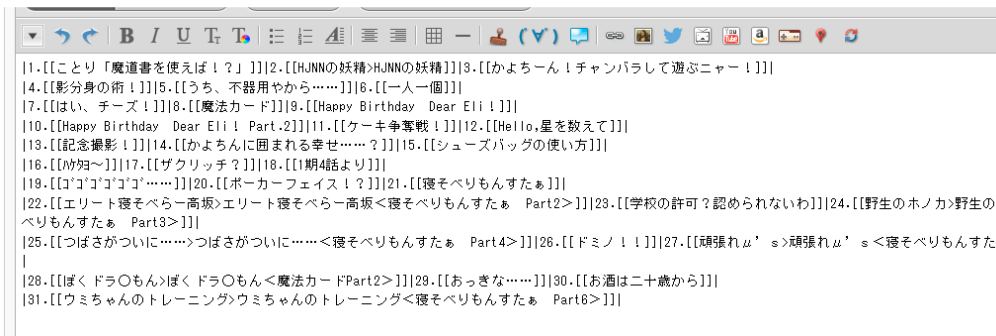 B I U Tт T
(´∀`)
|1.[[ことり「魔道書を使えば！？」]]|2.[[HJNNの妖精>HJNNの妖精]]|3.[[かよちーん！チャンバラして遊ぶニャー！]]|
|4.[[影分身の術！]]|5.[[うち、不器用やから……]]|6.[[一人一個]]|
|7.[[はい、チーズ！]]|8.[[魔法カード]]|9.[[Happy Birthday　Dear Eli！]]|
|10.[[Happy Birthday　Dear Eli！ Part.2]]|11.[[ケーキ争奪戦！]]|12.[[Hello,星を数えて]]|
|13.[[記念撮影！]]|14.[[かよちんに囲まれる幸せ……？]]|15.[[シューズバッグの使い方]]|
|16.[[ﾊｹﾀﾖ～]]|17.[[ザクリッチ？]]|18.[[1期4話より]]|
|19.[[ｺﾞｺﾞｺﾞｺﾞｺﾞｺﾞ……]]|20.[[ポーカーフェイス！？]]|21.[[寝そべりもんすたぁ]]|
|22.[[エリート寝そべらー高坂>エリート寝そべらー高坂＜寝そべりもんすたぁ　Part2＞]]|23.[[学校の許可？認められないわ]]|24.[[野生のホノカ>野生の
べりもんすたぁ　Part3＞]]|
|25.[[つばさがついに……>つばさがついに……＜寝そべりもんすたぁ　Part4＞]]|26.[[ドミノ！！]]|27.[[頑張れμ’s>頑張れμ’s＜寝そべりもんすた
|
|28.[[ぼくドラ〇もん>ぼくドラ〇もん＜魔法カードPart2＞]]|29.[[おっきな……]]|30.[[お酒は二十歳から]]|
|31.[[ウミちゃんのトレーニング>ウミちゃんのトレーニング＜寝そべりもんすたぁ　Part6＞]]|